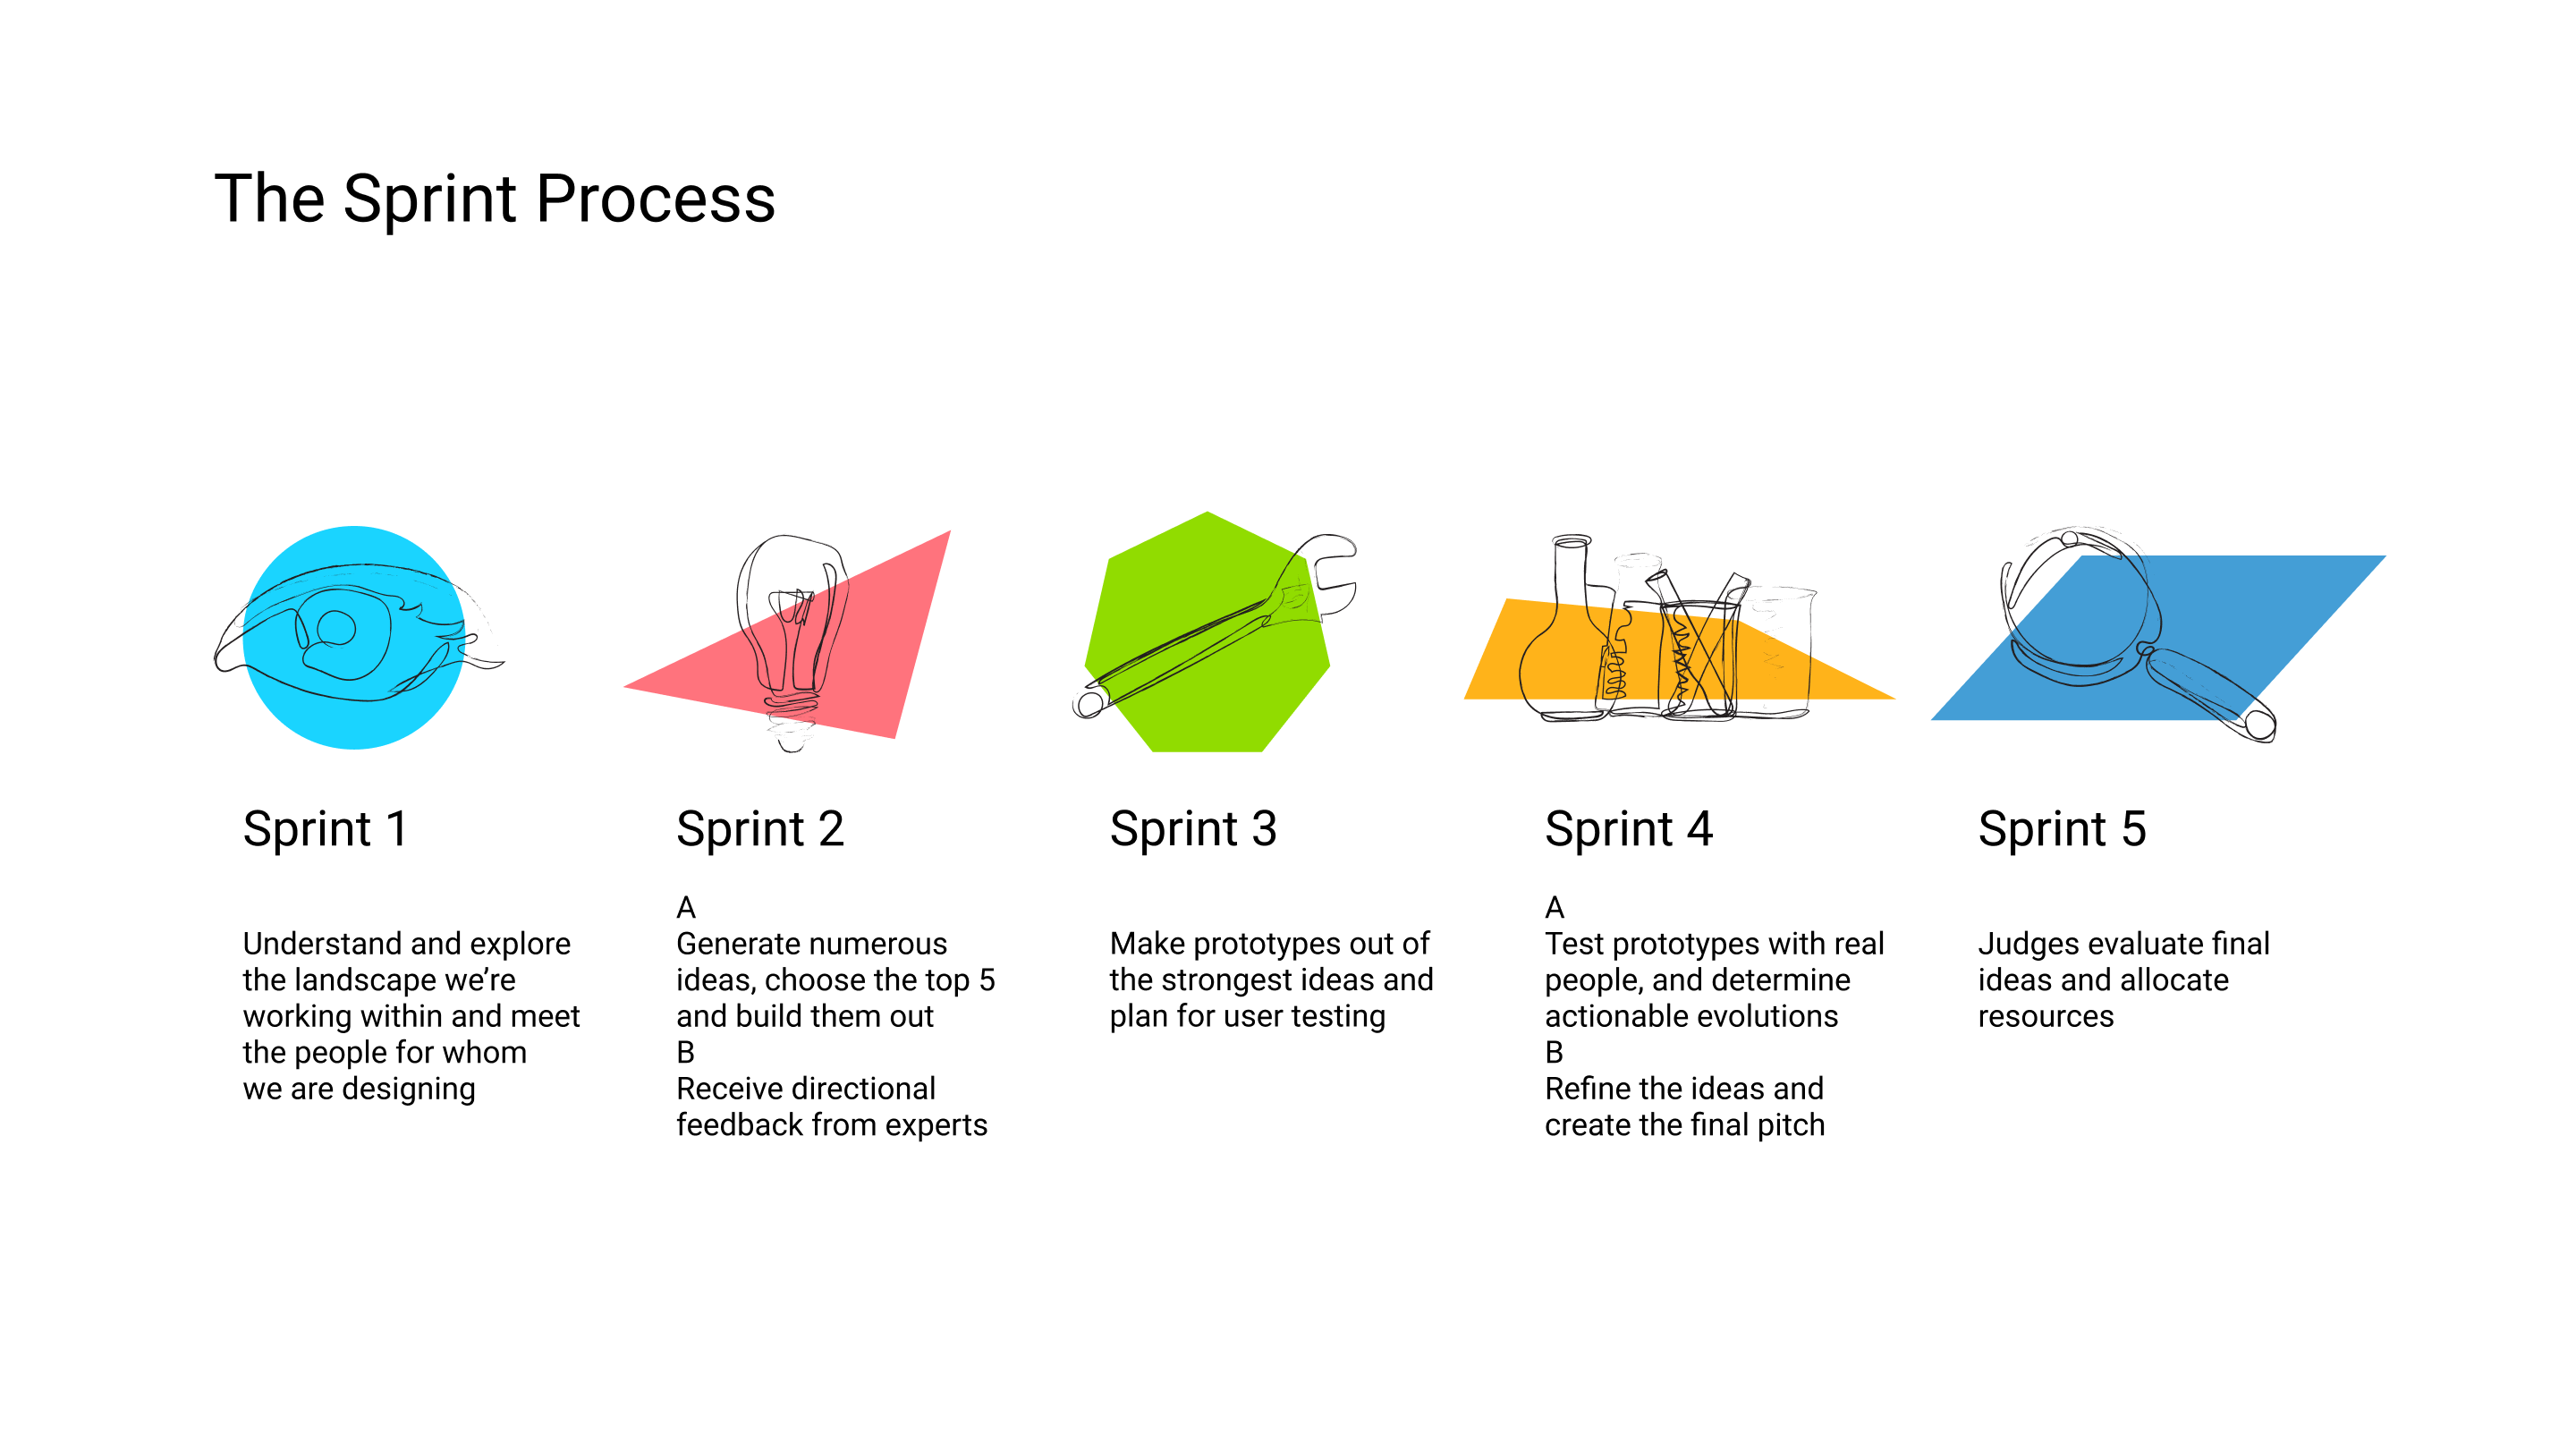 The Sprint Process
Sprint 1
Understand and explore
the landscape we’re
working within and meet
the people for whom
we are designing
Sprint 2
A
Generate numerous
ideas, choose the top 5
and build them out
B
Receive directional
feedback from experts
Sprint 3
Make prototypes out of
the strongest ideas and
plan for user testing
Sprint 4
A
Test prototypes with real
people, and determine
actionable evolutions
B
Refine the ideas and
create the final pitch
Sprint 5
Judges evaluate final
ideas and allocate
resources